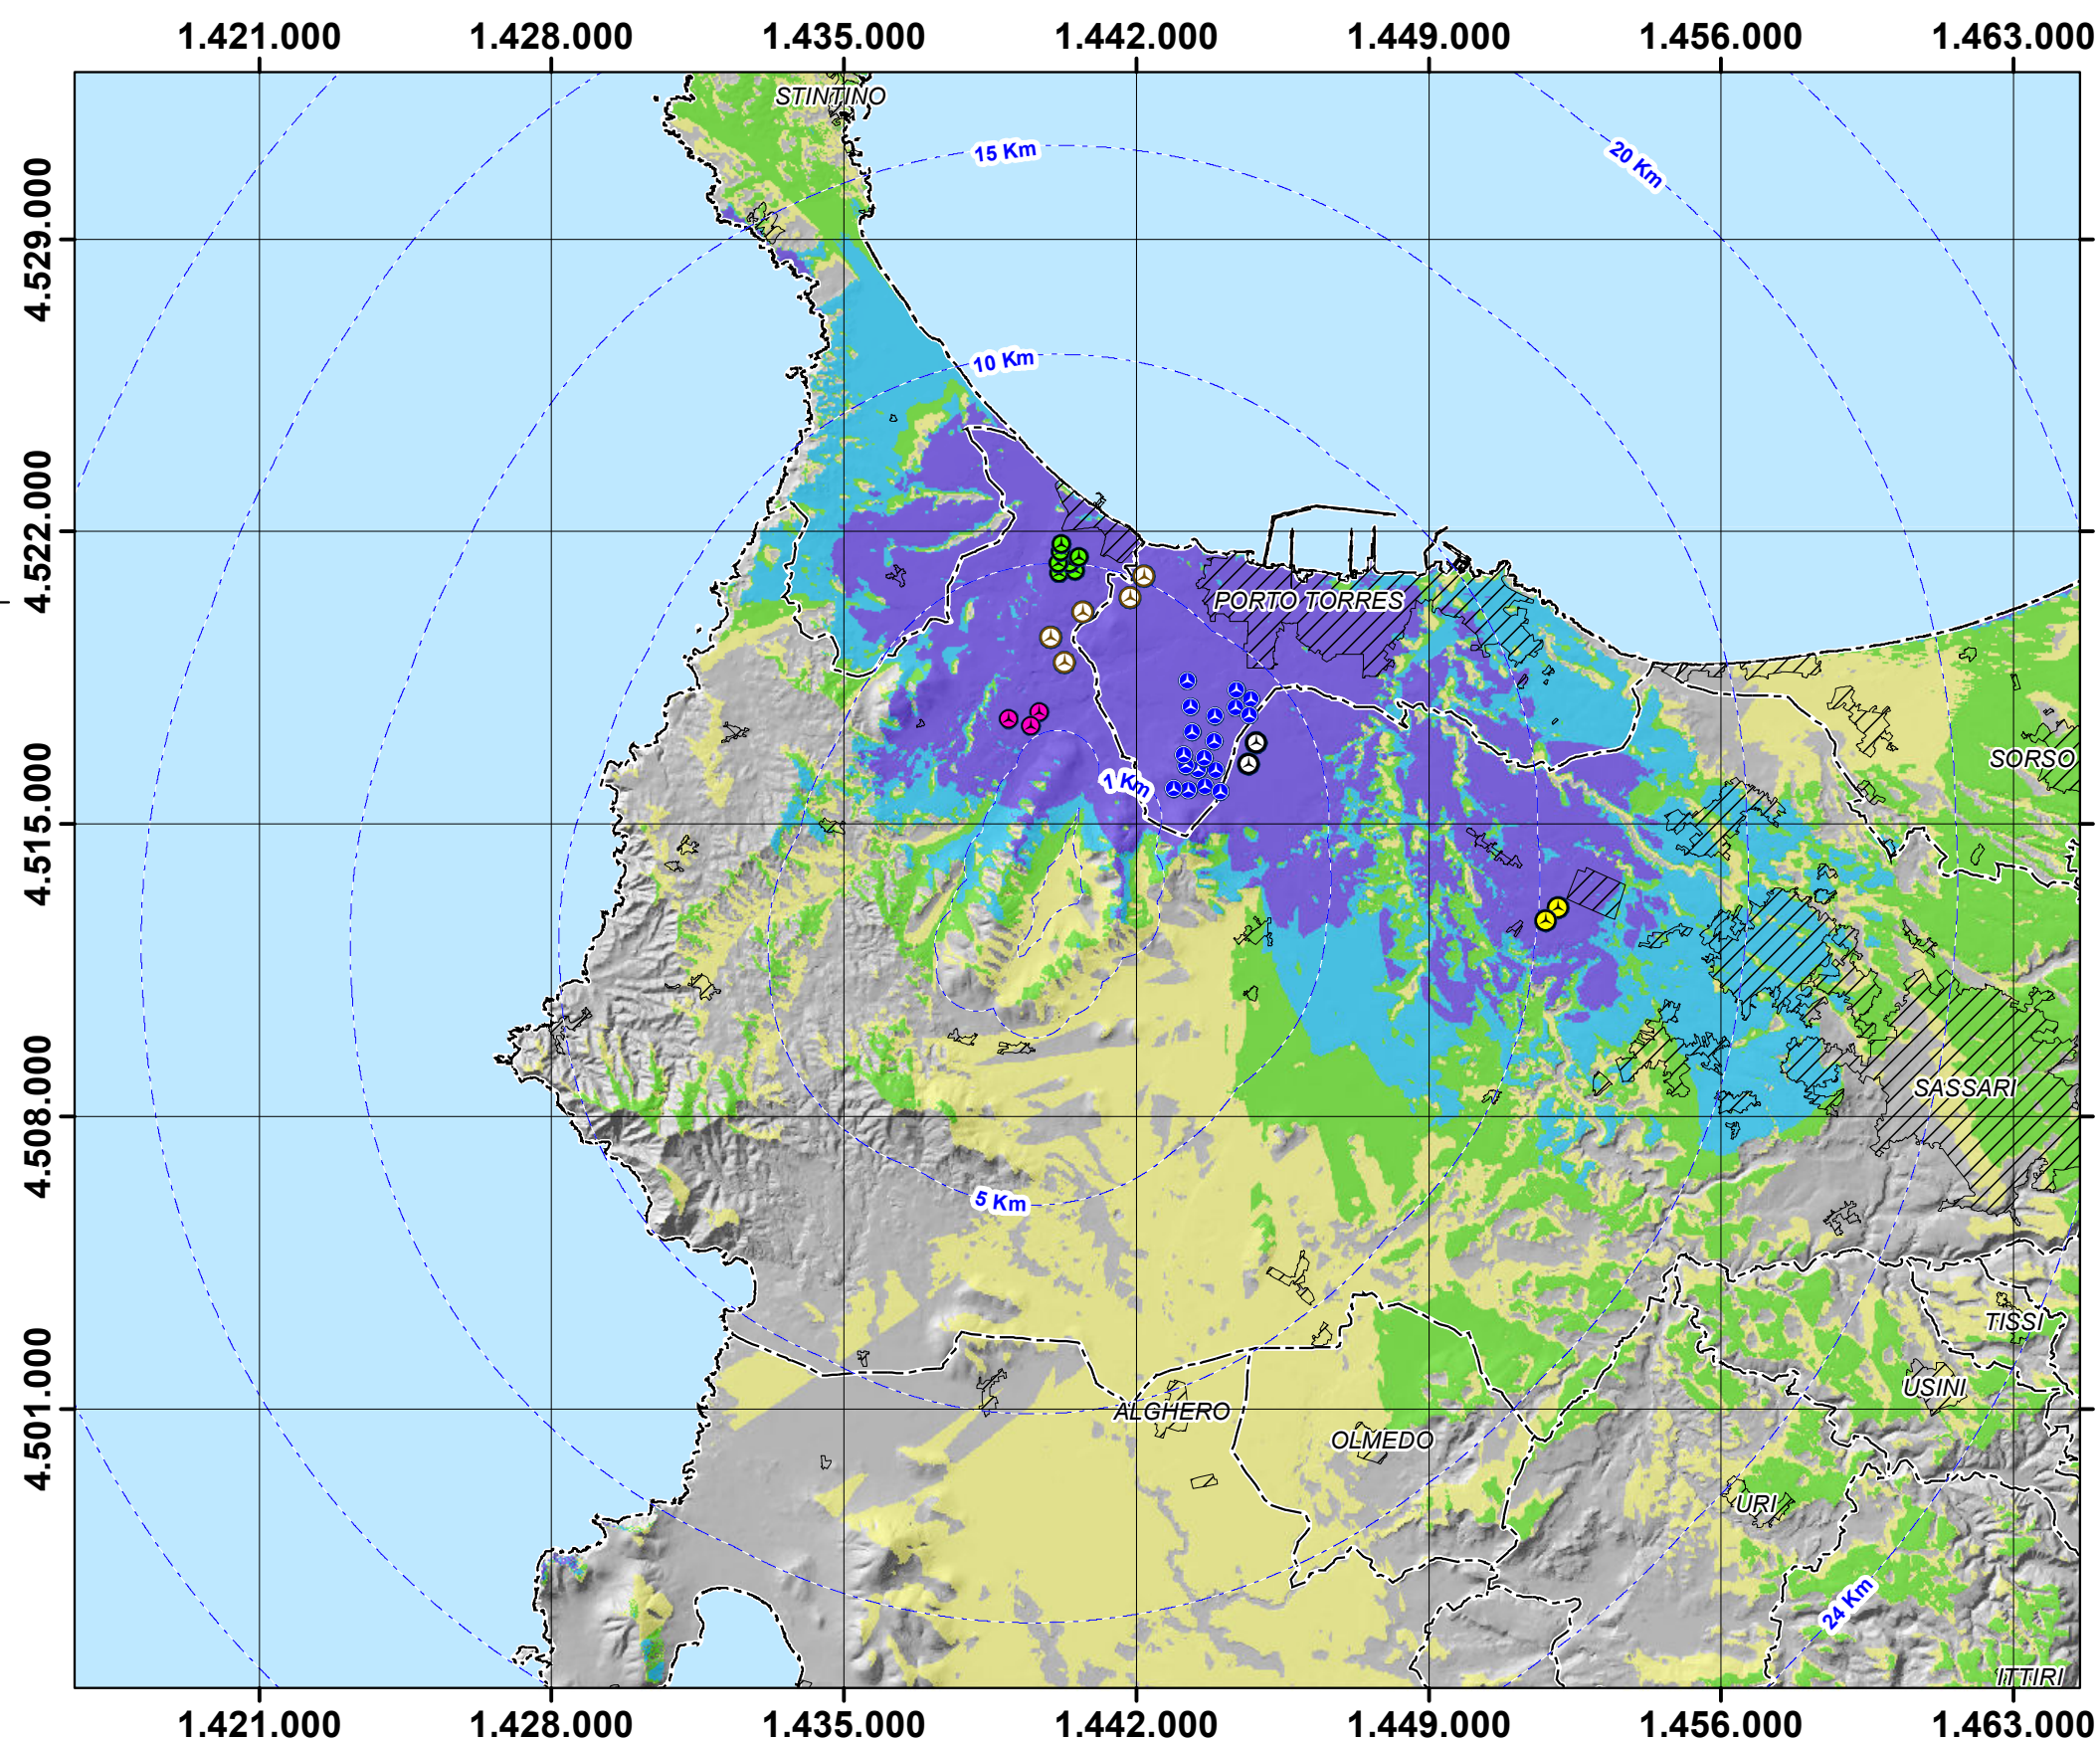 1.421.000 1.428.000 1.435.000 1.442.000 1.449.000 1.456.000 1.463.000
STINTINO
15 Km
20 Km
4.529.000
10 Km
4.522.000
PORTO TORRES
SORSO
1 Km
4.515.000
SASSARI
4.508.000
5 Km
TISSI
USINI
4.501.000
ALGHERO
OLMEDO
URI
24 Km
ITTIRI
1.421.000 1.428.000 1.435.000 1.442.000 1.449.000 1.456.000 1.463.000